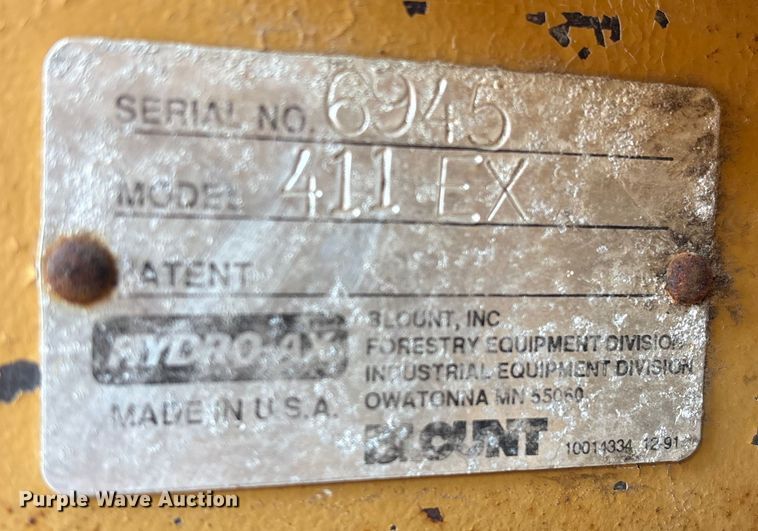 SERIAL NO. 6945
MODEL 411 EX
PATENT
HYDRO-AX
MADE IN U.S.A.
BLOUNT, INC
FORESTRY EQUIPMENT DIVISION
INDUSTRIAL EQUIPMENT DIVISION
OWATONNA MN 55060
BLOUNT
10014334 12-91
Purple Wave Auction